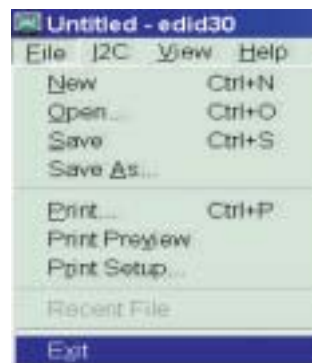 Untitled - edid30
File I2C View Help
New Ctrl+N
Open... Ctrl+O
Save Ctrl+S
Save As...
Print... Ctrl+P
Print Preview
Print Setup...
Recent File
Exit